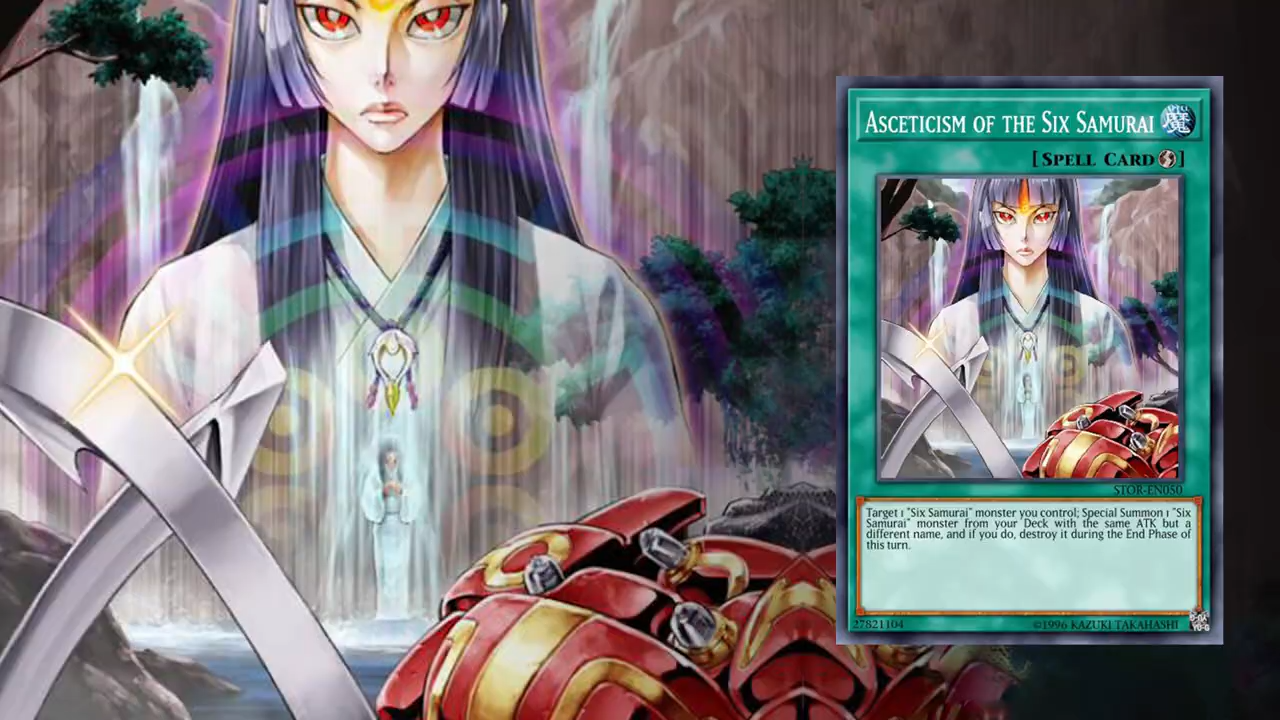 ASCETICISM OF THE SIX SAMURAI 魔
[SPELL CARD]
STOR-EN050
Target 1 "Six Samurai" monster you control; Special Summon 1 "Six
Samurai" monster from your Deck with the same ATK but a
different name, and if you do, destroy it during the End Phase of
this turn.
27821104 ©1996 KAZUKI TAKAHASHI